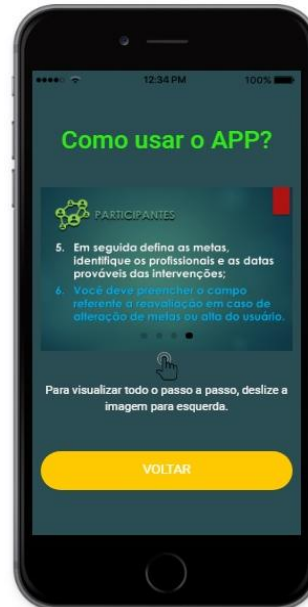 12:34 PM
100%
Como usar o APP?
PARTICIPANTES
5. Em seguida defina as metas,
identifique os profissionais e as datas
prováveis das intervenções;
6. Você deve preencher o campo
referente a reavaliação em caso de
alteração de metas ou alta do usuário.
Para visualizar todo o passo a passo, deslize a
imagem para esquerda.
VOLTAR